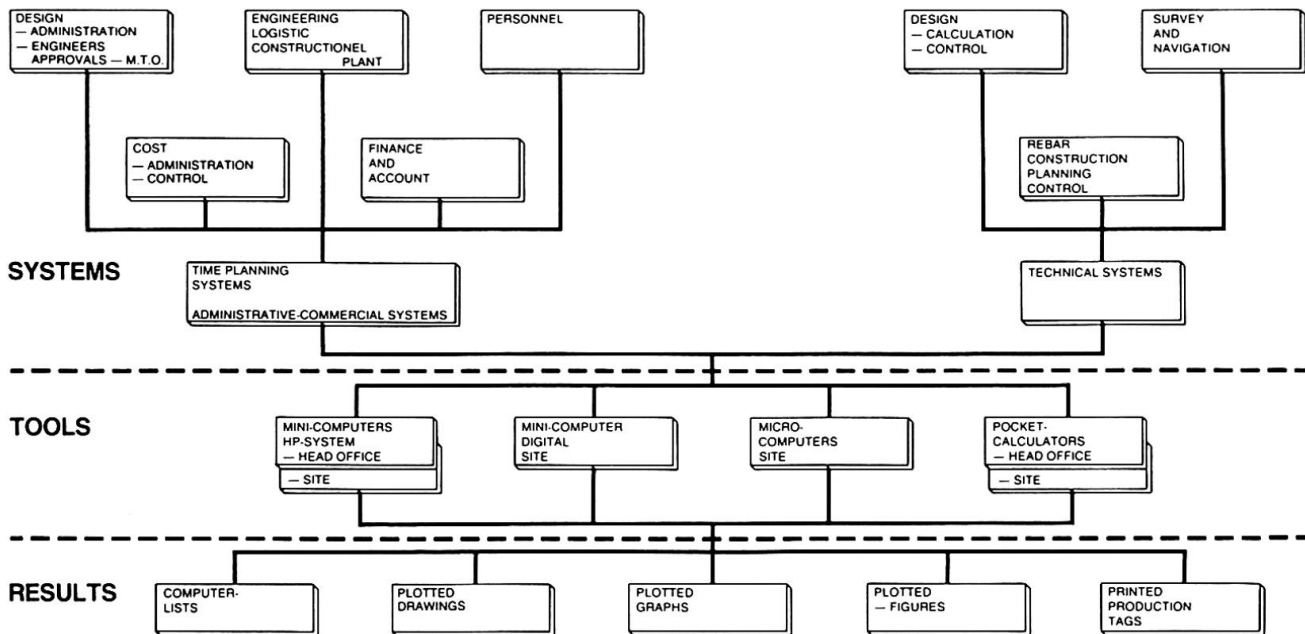 DESIGN
— ADMINISTRATION
— ENGINEERS
APPROVALS — M.T.O.
ENGINEERING
LOGISTIC
CONSTRUCTIONEL
PLANT
PERSONNEL
DESIGN
— CALCULATION
— CONTROL
SURVEY
AND
NAVIGATION
COST
— ADMINISTRATION
— CONTROL
FINANCE
AND
ACCOUNT
REBAR
CONSTRUCTION
PLANNING
CONTROL
SYSTEMS
TIME PLANNING
SYSTEMS
ADMINISTRATIVE-COMMERCIAL SYSTEMS
TECHNICAL SYSTEMS
TOOLS
MINI-COMPUTERS
HP-SYSTEM
— HEAD OFFICE
— SITE
MINI-COMPUTER
DIGITAL
SITE
MICRO-
COMPUTERS
SITE
POCKET-
CALCULATORS
— HEAD OFFICE
— SITE
RESULTS
COMPUTER-
LISTS
PLOTTED
DRAWINGS
PLOTTED
GRAPHS
PLOTTED
— FIGURES
PRINTED
PRODUCTION
TAGS